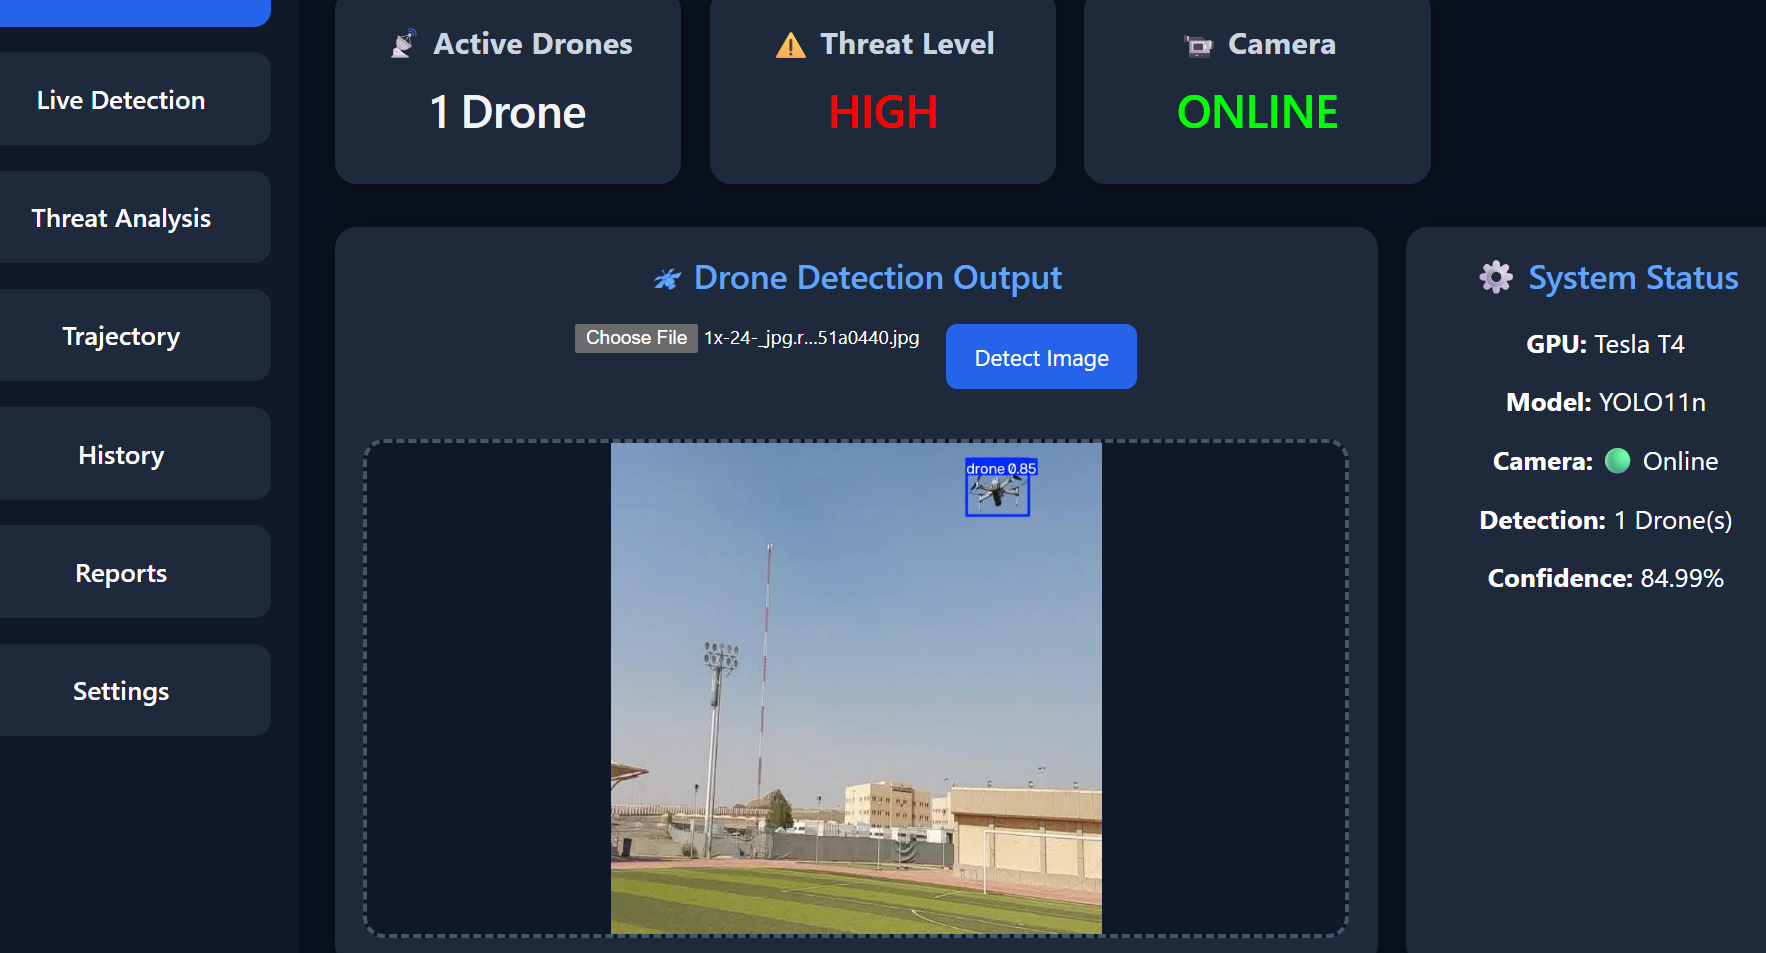 Live Detection
Threat Analysis
Trajectory
History
Reports
Settings
Active Drones
1 Drone
Threat Level
HIGH
Camera
ONLINE
Drone Detection Output
Choose File 1x-24-_jpg.r...51a0440.jpg
Detect Image
drone 0.85
System Status
GPU: Tesla T4
Model: YOLO11n
Camera: Online
Detection: 1 Drone(s)
Confidence: 84.99%